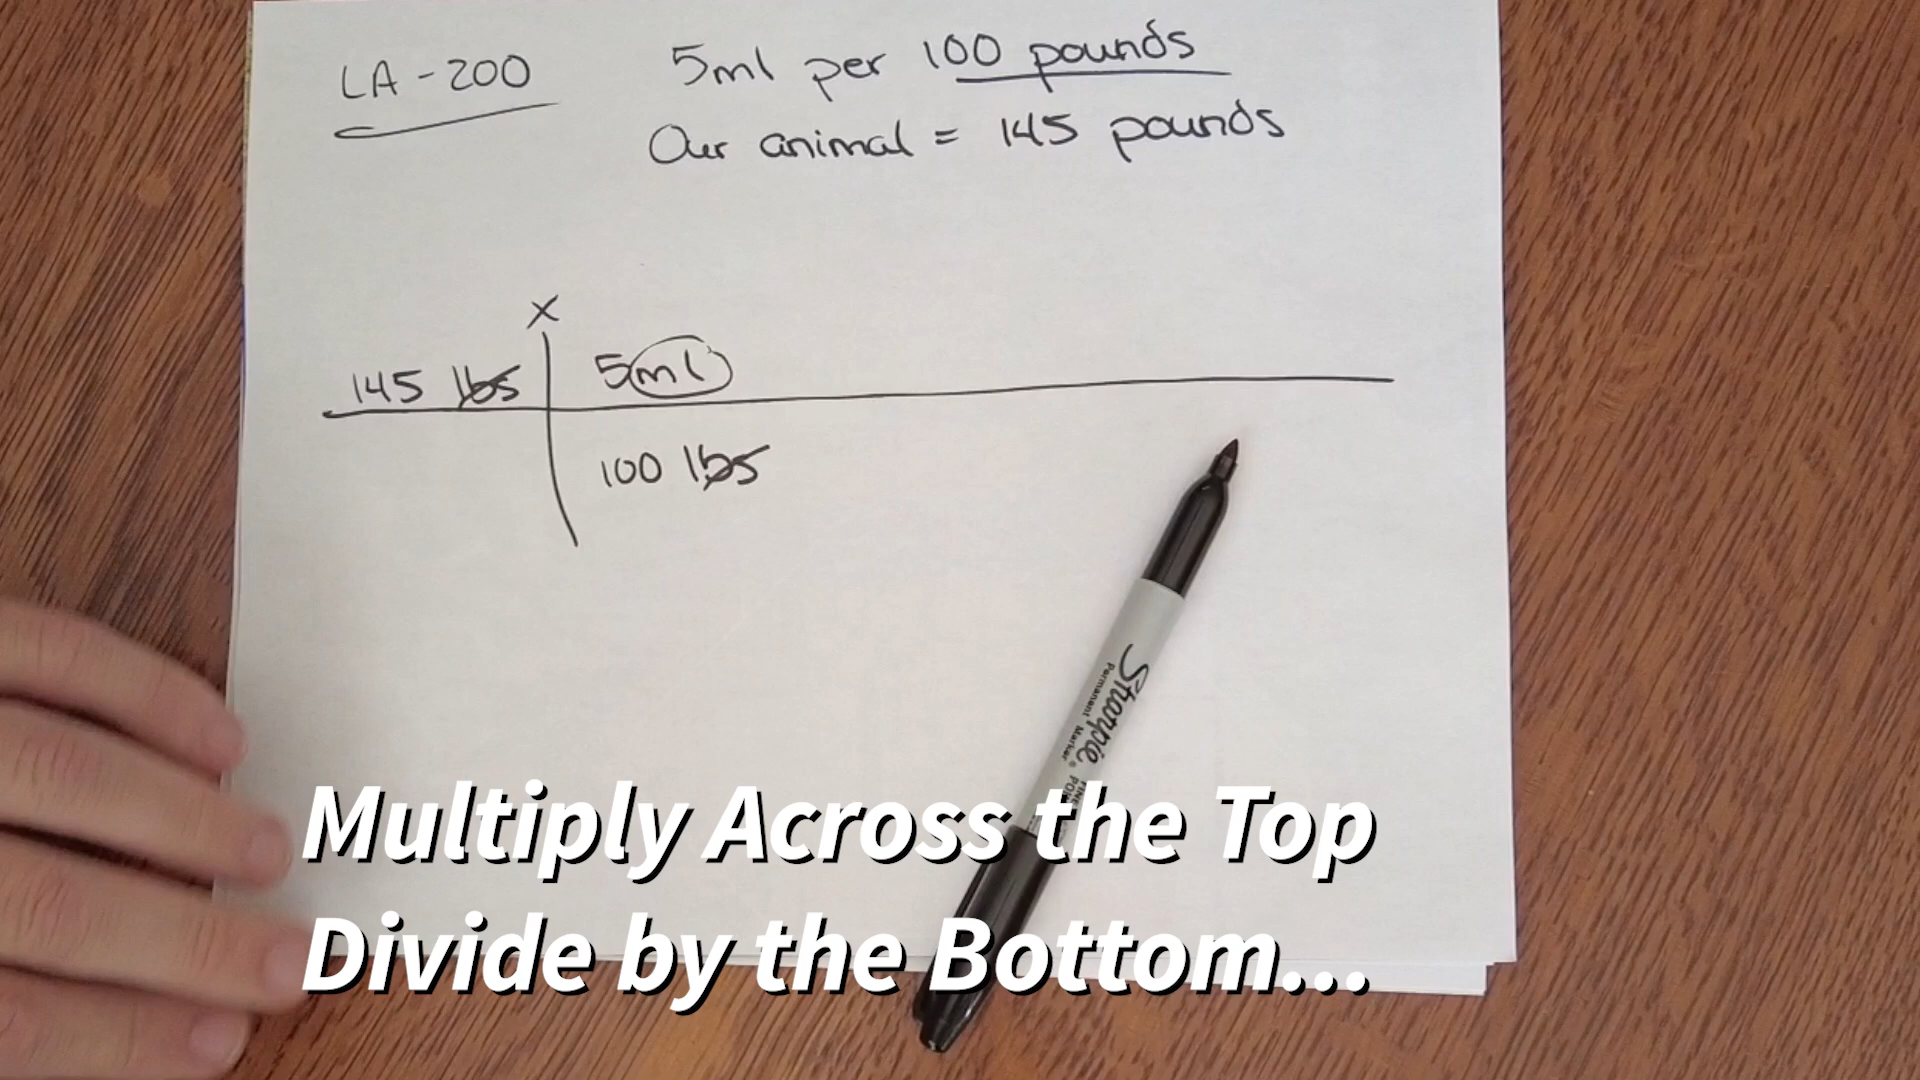 LA-200
5ml per 100 pounds
Our animal = 145 pounds
X
145 lbs
5ml
100 lbs
Sharpie
Permanent Marker
Multiply Across the Top
Divide by the Bottom...